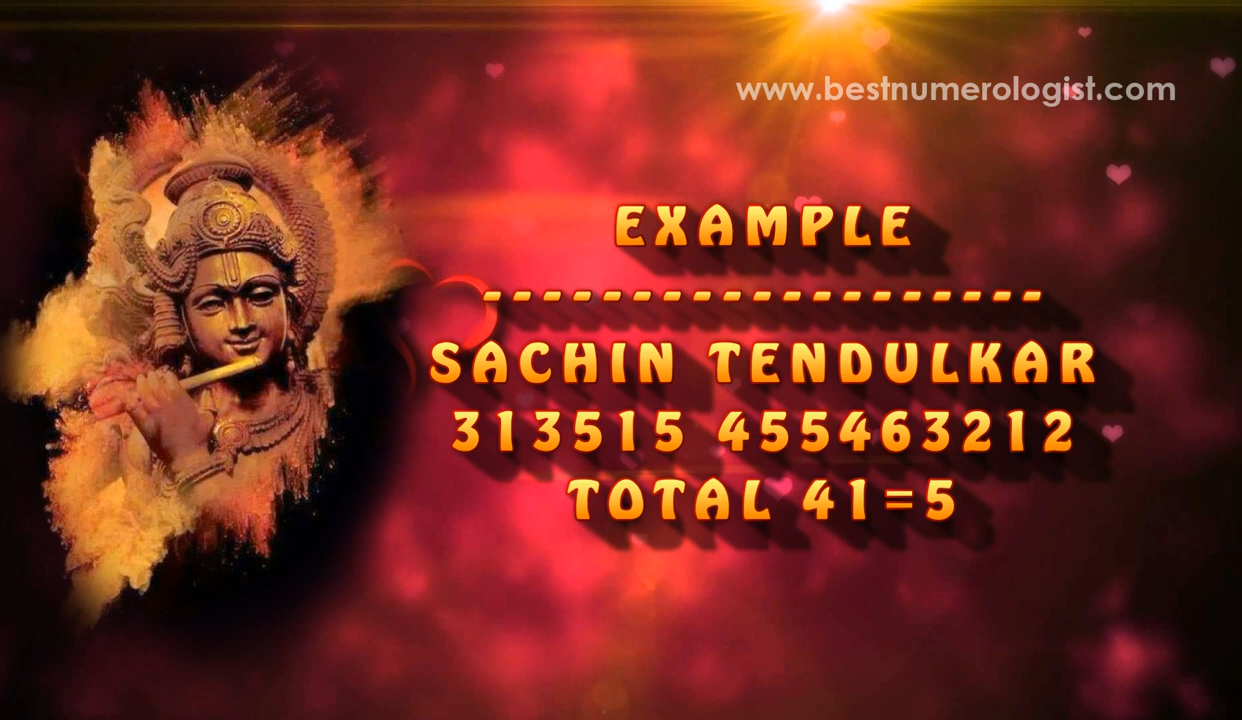 www.bestnumerologist.com
EXAMPLE
-------------------
SACHIN TENDULKAR
313515 455463212
TOTAL 41=5